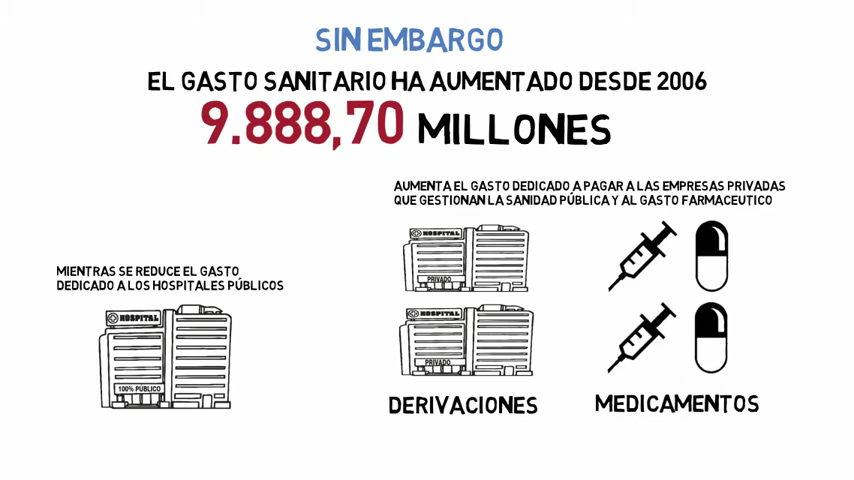 SIN EMBARGO
EL GASTO SANITARIO HA AUMENTADO DESDE 2006
9.888,70 MILLONES
AUMENTA EL GASTO DEDICADO A PAGAR A LAS EMPRESAS PRIVADAS
QUE GESTIONAN LA SANIDAD PÚBLICA Y AL GASTO FARMACEUTICO
HOSPITAL
PRIVADO
MIENTRAS SE REDUCE EL GASTO
DEDICADO A LOS HOSPITALES PÚBLICOS
HOSPITAL
100% PÚBLICO
HOSPITAL
PRIVADO
DERIVACIONES
MEDICAMENTOS